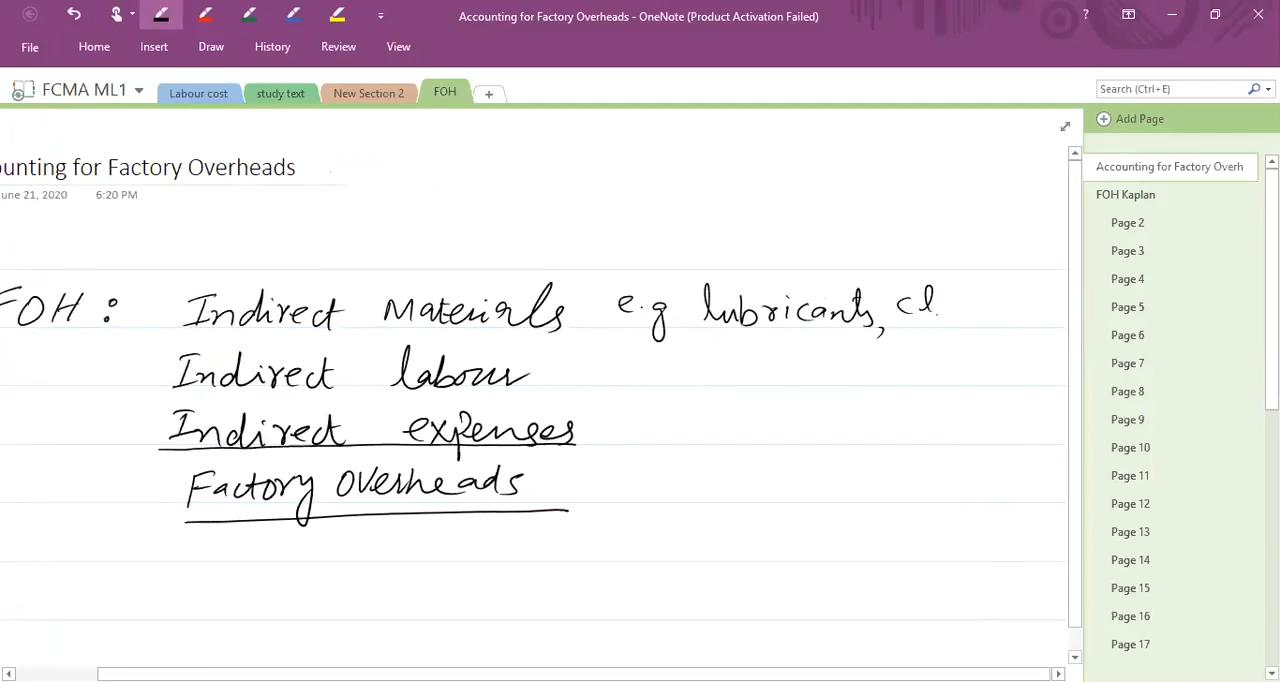 Accounting for Factory Overheads - OneNote (Product Activation Failed)
?
File Home Insert Draw History Review View
FCMA ML1 Labour cost study text New Section 2 FOH +
Search (Ctrl+E)
Add Page
ounting for Factory Overheads
une 21, 2020 6:20 PM
FOH : Indirect Materials e.g lubricants, cl
Indirect labour
Indirect expenses
Factory Overheads
Accounting for Factory Overh
FOH Kaplan
Page 2
Page 3
Page 4
Page 5
Page 6
Page 7
Page 8
Page 9
Page 10
Page 11
Page 12
Page 13
Page 14
Page 15
Page 16
Page 17